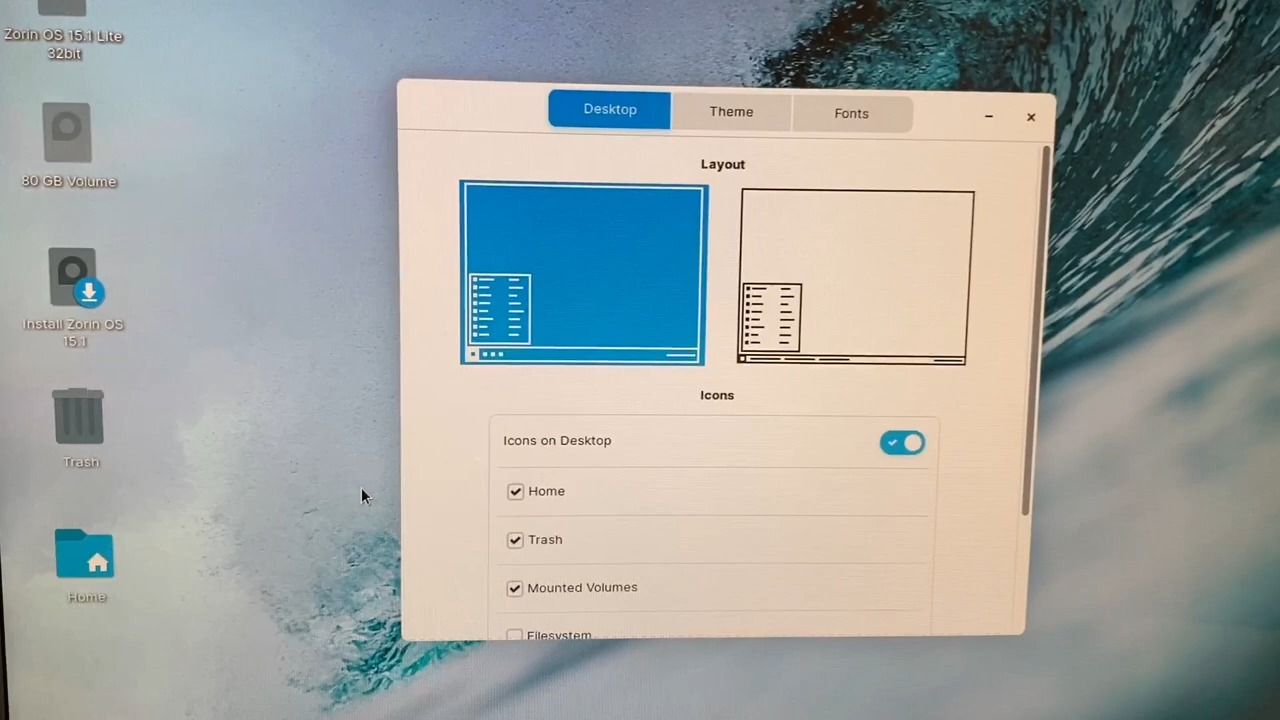 Zorin OS 15.1 Lite
32bit
80 GB Volume
Install Zorin OS
15.1
Trash
Home
Desktop
Theme
Fonts
Layout
Icons
Icons on Desktop
Home
Trash
Mounted Volumes
Filesystem